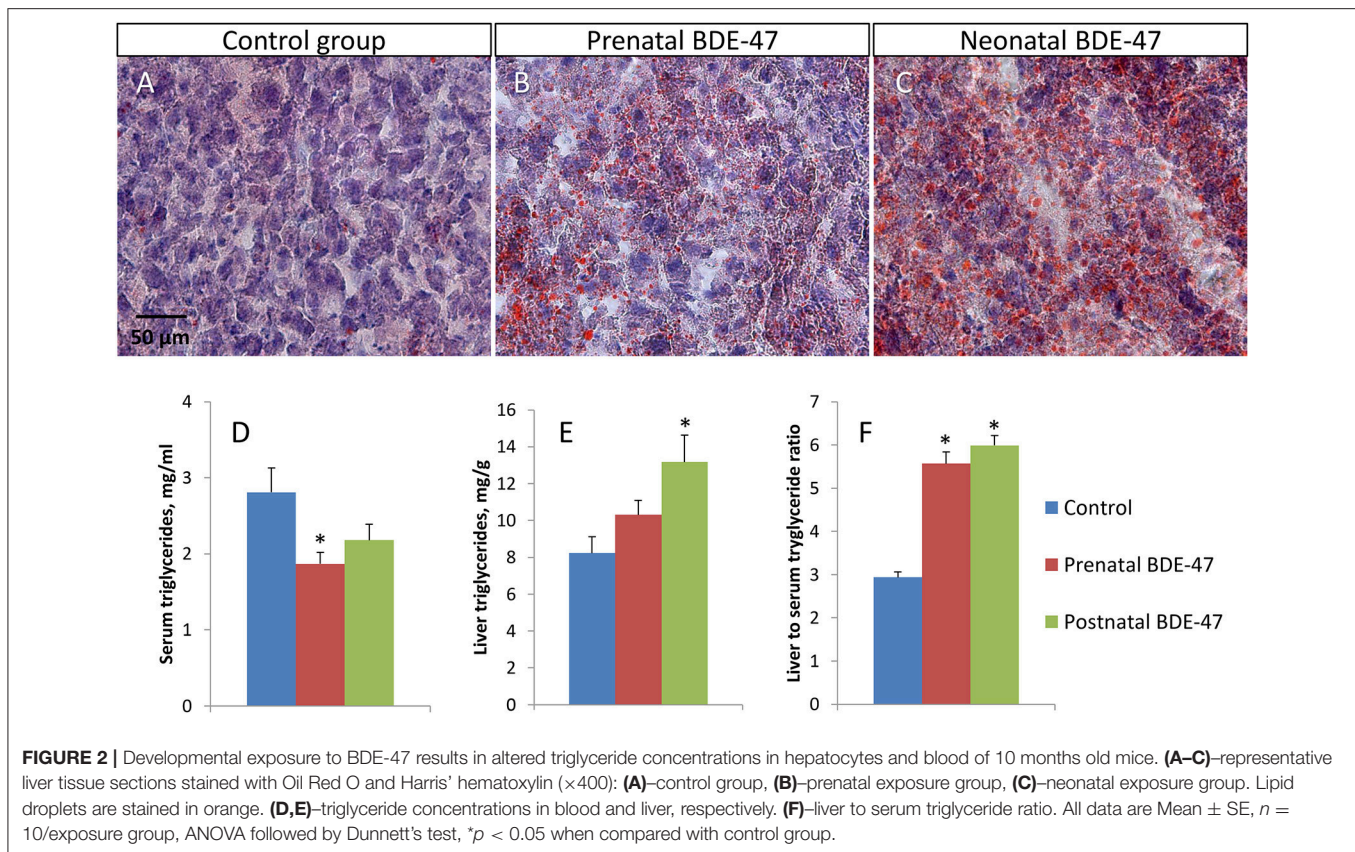 Control group
Prenatal BDE-47
Neonatal BDE-47
A
B
C
50 µm
D
Serum triglycerides, mg/ml
4
3
2
1
0
*
E
Liver triglycerides, mg/g
16
14
12
10
8
6
4
2
0
*
F
Liver to serum tryglyceride ratio
7
6
5
4
3
2
1
0
*
*
Control
Prenatal BDE-47
Postnatal BDE-47
FIGURE 2 | Developmental exposure to BDE-47 results in altered triglyceride concentrations in hepatocytes and blood of 10 months old mice. (A–C)–representative
liver tissue sections stained with Oil Red O and Harris' hematoxylin (×400): (A)–control group, (B)–prenatal exposure group, (C)–neonatal exposure group. Lipid
droplets are stained in orange. (D,E)–triglyceride concentrations in blood and liver, respectively. (F)–liver to serum triglyceride ratio. All data are Mean ± SE, n =
10/exposure group, ANOVA followed by Dunnett's test, *p < 0.05 when compared with control group.